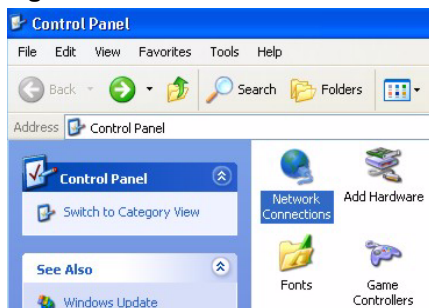 Control Panel
File Edit View Favorites Tools Help
Back Search Folders
Address Control Panel
Control Panel
Switch to Category View
See Also
Windows Update
Network Connections
Add Hardware
Fonts
Game Controllers